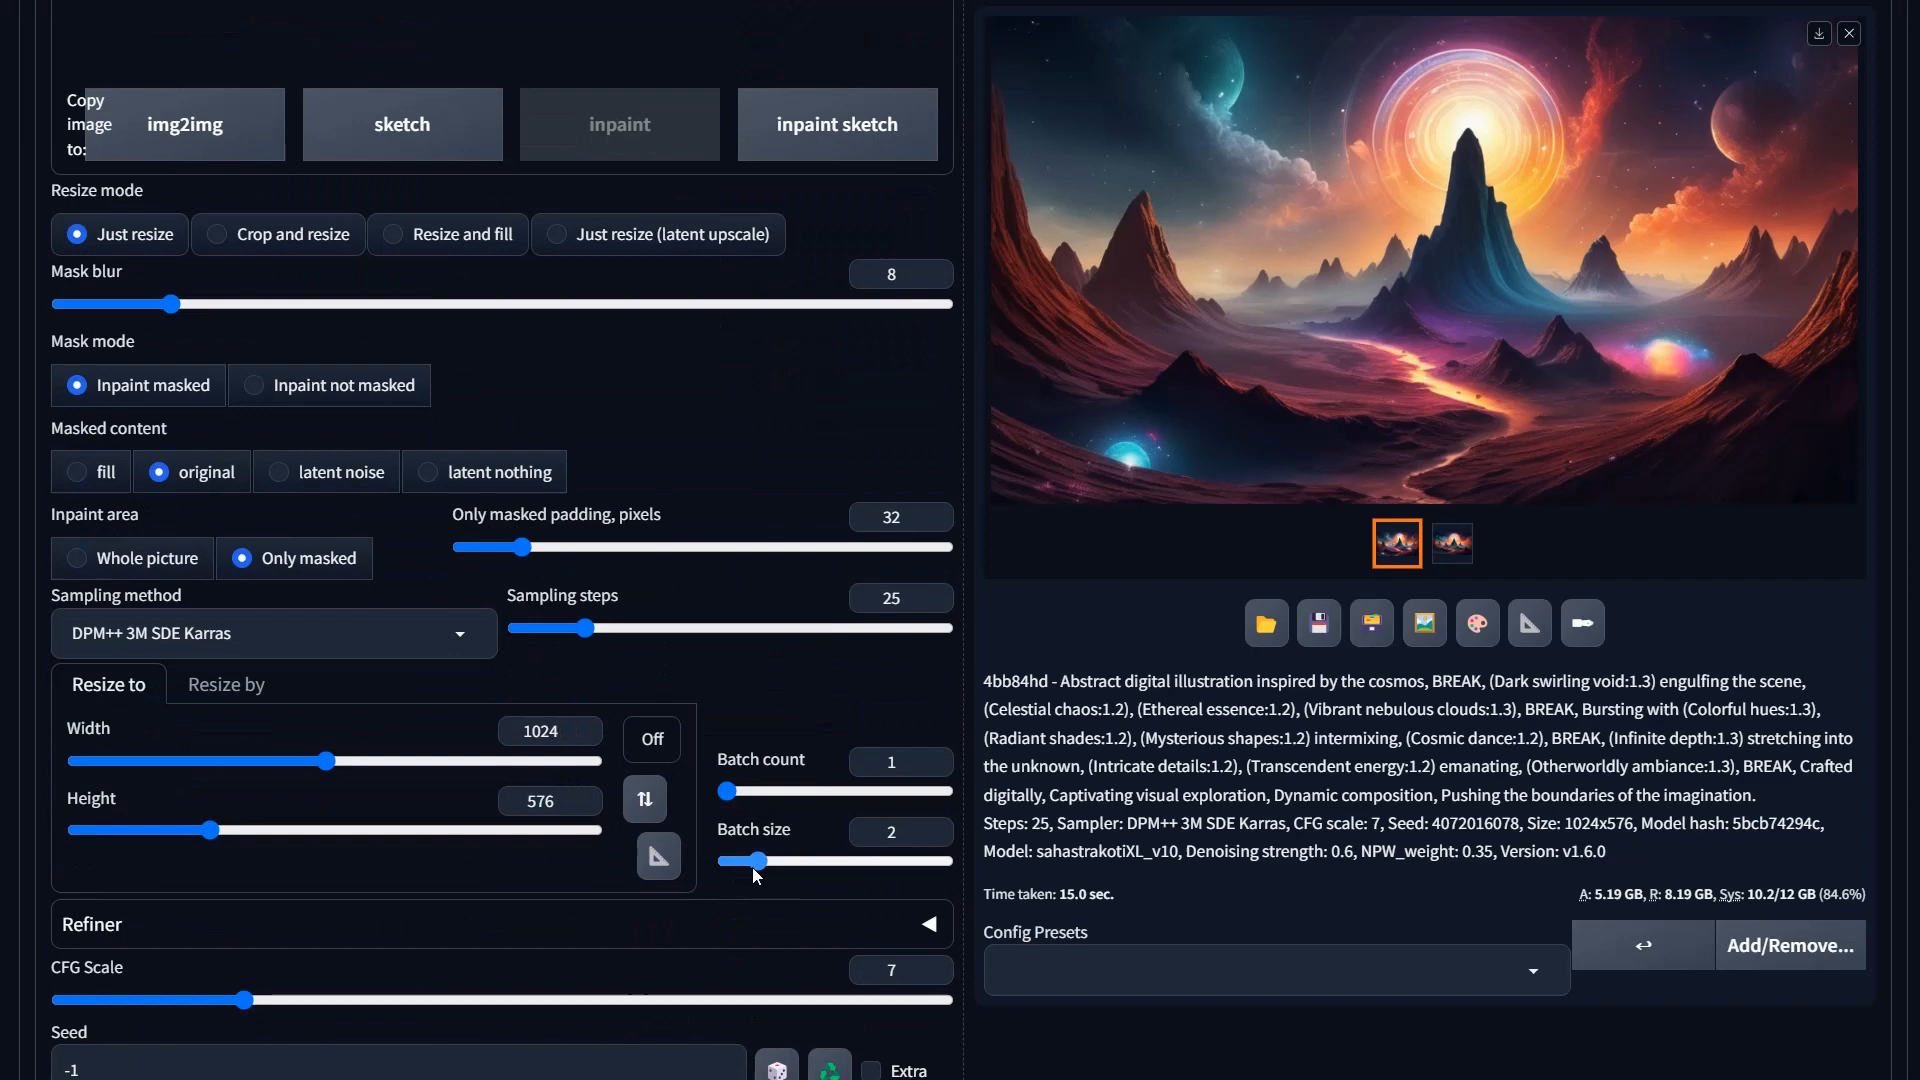 Copy
image
to:
img2img
sketch
inpaint
inpaint sketch
Resize mode
Just resize
Crop and resize
Resize and fill
Just resize (latent upscale)
Mask blur
8
Mask mode
Inpaint masked
Inpaint not masked
Masked content
fill
original
latent noise
latent nothing
Inpaint area
Whole picture
Only masked
Only masked padding, pixels
32
Sampling method
DPM++ 3M SDE Karras
Sampling steps
25
Resize to
Resize by
Width
1024
Height
576
Off
Batch count
1
Batch size
2
Refiner
CFG Scale
7
Seed
-1
Extra
4bb84hd - Abstract digital illustration inspired by the cosmos, BREAK, (Dark swirling void:1.3) engulfing the scene,
(Celestial chaos:1.2), (Ethereal essence:1.2), (Vibrant nebulous clouds:1.3), BREAK, Bursting with (Colorful hues:1.3),
(Radiant shades:1.2), (Mysterious shapes:1.2) intermixing, (Cosmic dance:1.2), BREAK, (Infinite depth:1.3) stretching into
the unknown, (Intricate details:1.2), (Transcendent energy:1.2) emanating, (Otherworldly ambiance:1.3), BREAK, Crafted
digitally, Captivating visual exploration, Dynamic composition, Pushing the boundaries of the imagination.
Steps: 25, Sampler: DPM++ 3M SDE Karras, CFG scale: 7, Seed: 4072016078, Size: 1024x576, Model hash: 5bcb74294c,
Model: sahastrakotiXL_v10, Denoising strength: 0.6, NPW_weight: 0.35, Version: v1.6.0
Time taken: 15.0 sec.
A: 5.19 GB, R: 8.19 GB, Sys: 10.2/12 GB (84.6%)
Config Presets
Add/Remove...